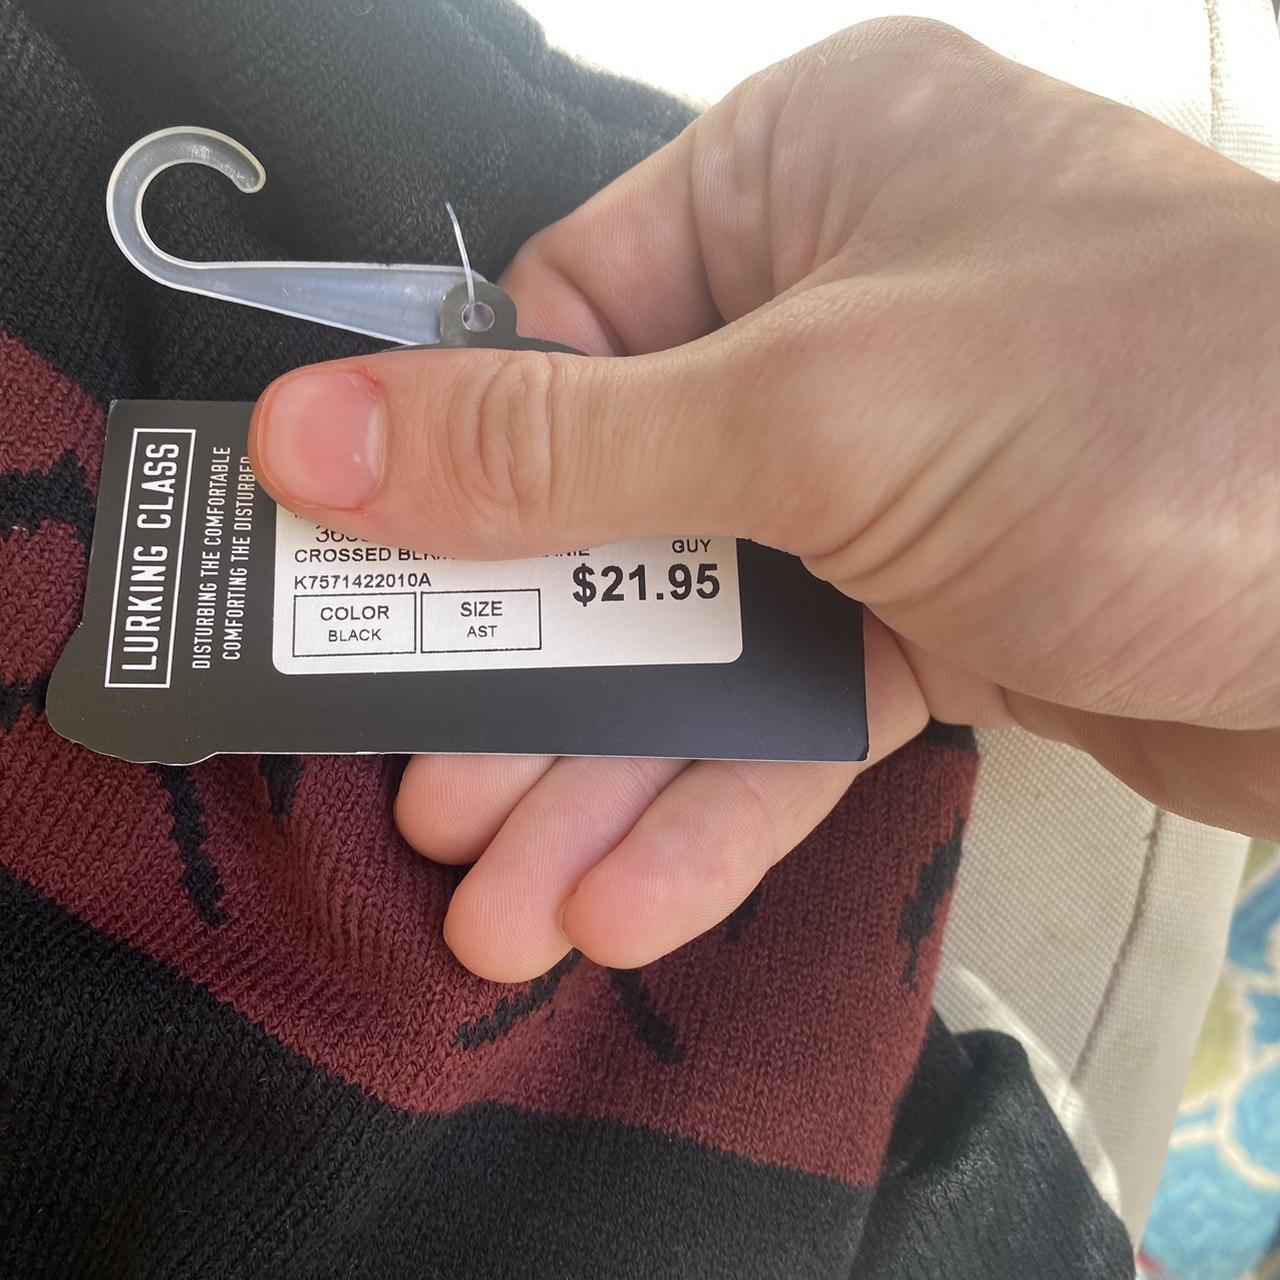 LURKING CLASS
DISTURBING THE COMFORTABLE
COMFORTING THE DISTURBED
CROSSED GUY
K7571422010A
$21.95
COLOR
BLACK
SIZE
AST